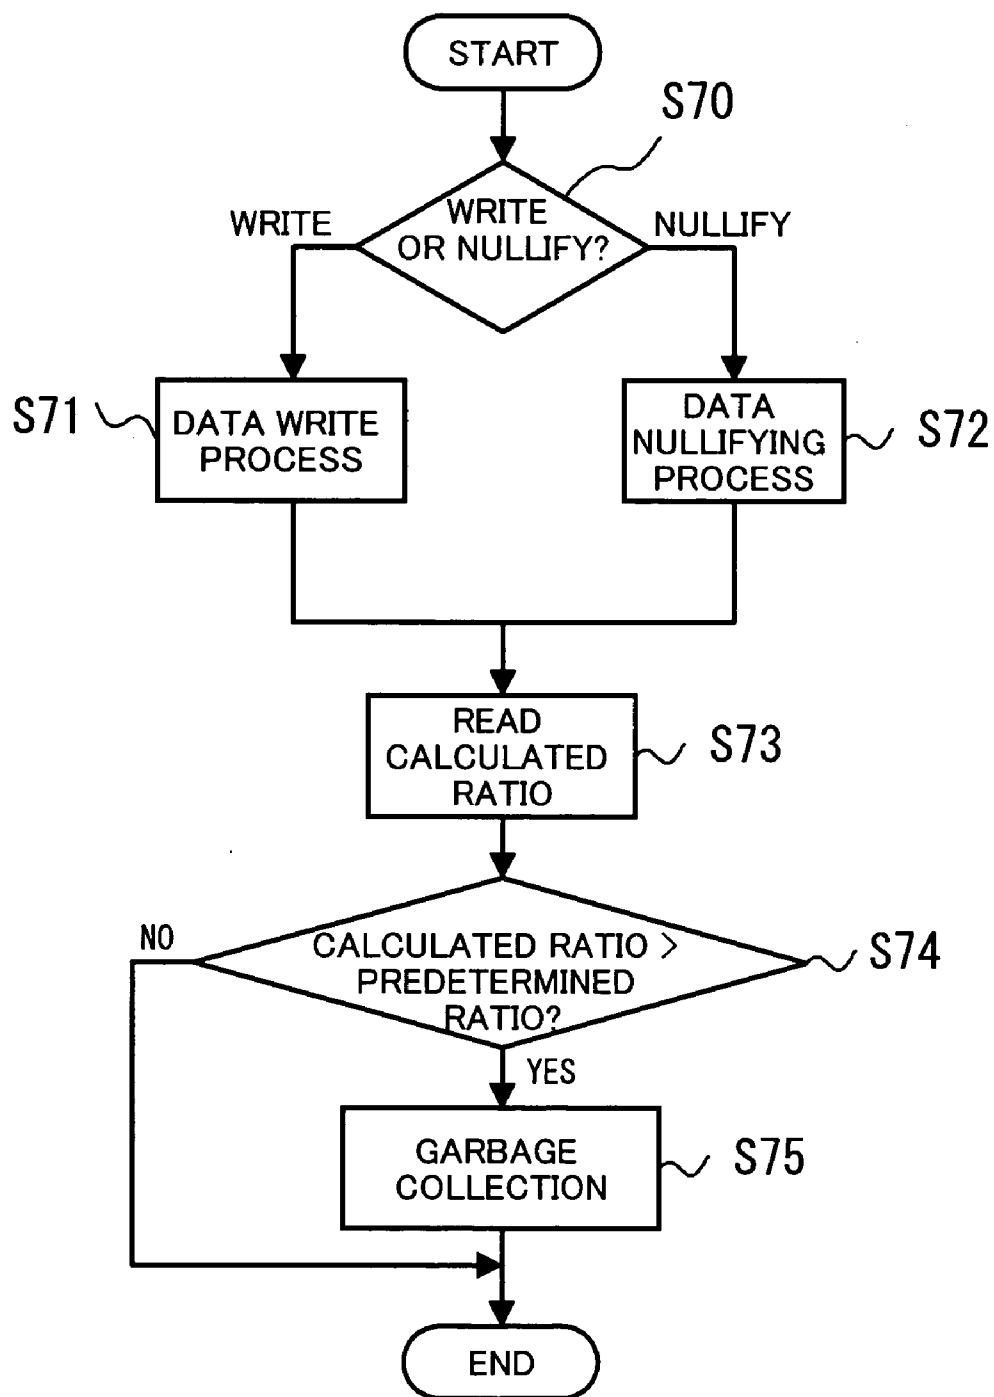 START
S70
WRITE
OR NULLIFY?
WRITE
NULLIFY
S71
DATA WRITE
PROCESS
DATA
NULLIFYING
PROCESS
S72
READ
CALCULATED
RATIO
S73
NO
CALCULATED RATIO >
PREDETERMINED
RATIO?
S74
YES
GARBAGE
COLLECTION
S75
END